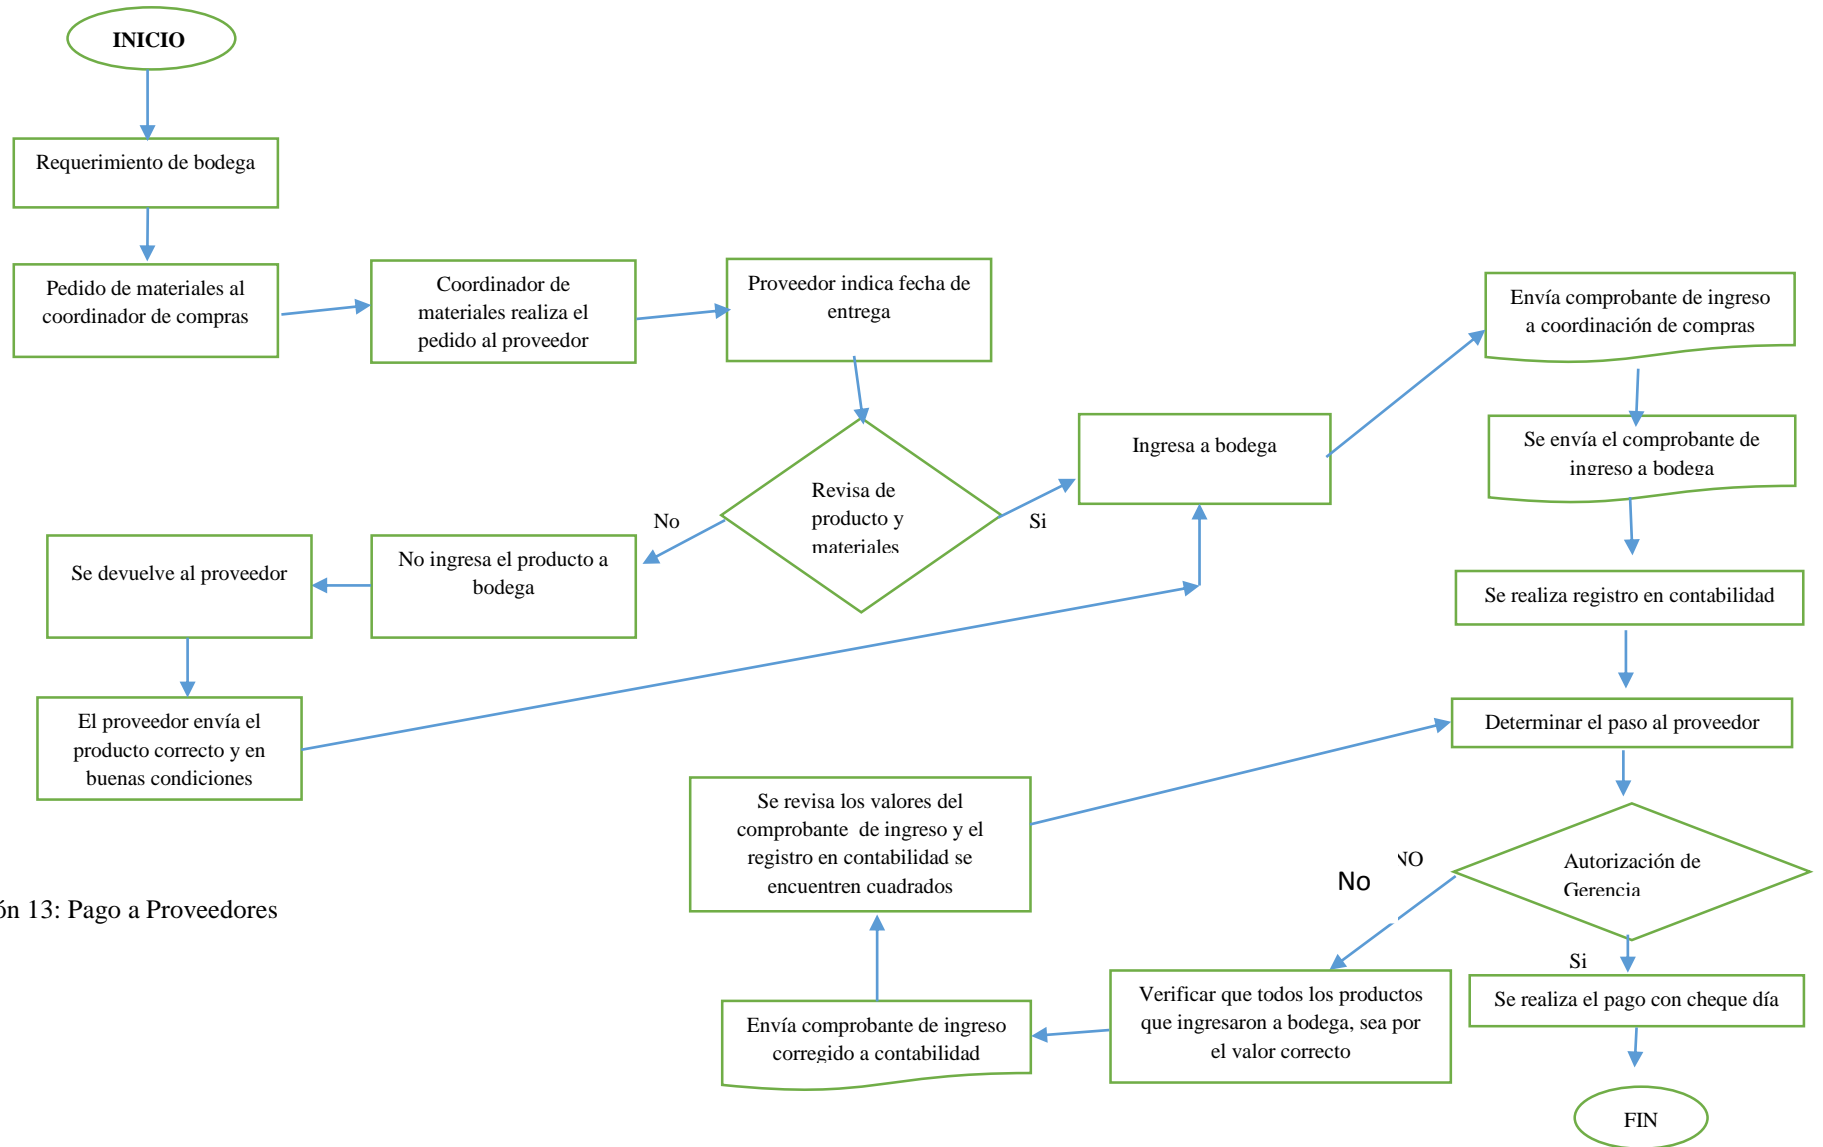 INICIO
Requerimiento de bodega
Pedido de materiales al
coordinador de compras
Coordinador de
materiales realiza el
pedido al proveedor
Proveedor indica fecha de
entrega
Revisa de
producto y
materiales
No
Si
No ingresa el producto a
bodega
Se devuelve al proveedor
El proveedor envía el
producto correcto y en
buenas condiciones
Ingresa a bodega
Envía comprobante de ingreso
a coordinación de compras
Se envía el comprobante de
ingreso a bodega
Se realiza registro en contabilidad
Determinar el paso al proveedor
Autorización de
Gerencia
NO
No
Si
Verificar que todos los productos
que ingresaron a bodega, sea por
el valor correcto
Envía comprobante de ingreso
corregido a contabilidad
Se revisa los valores del
comprobante de ingreso y el
registro en contabilidad se
encuentren cuadrados
Se realiza el pago con cheque día
FIN
ón 13: Pago a Proveedores